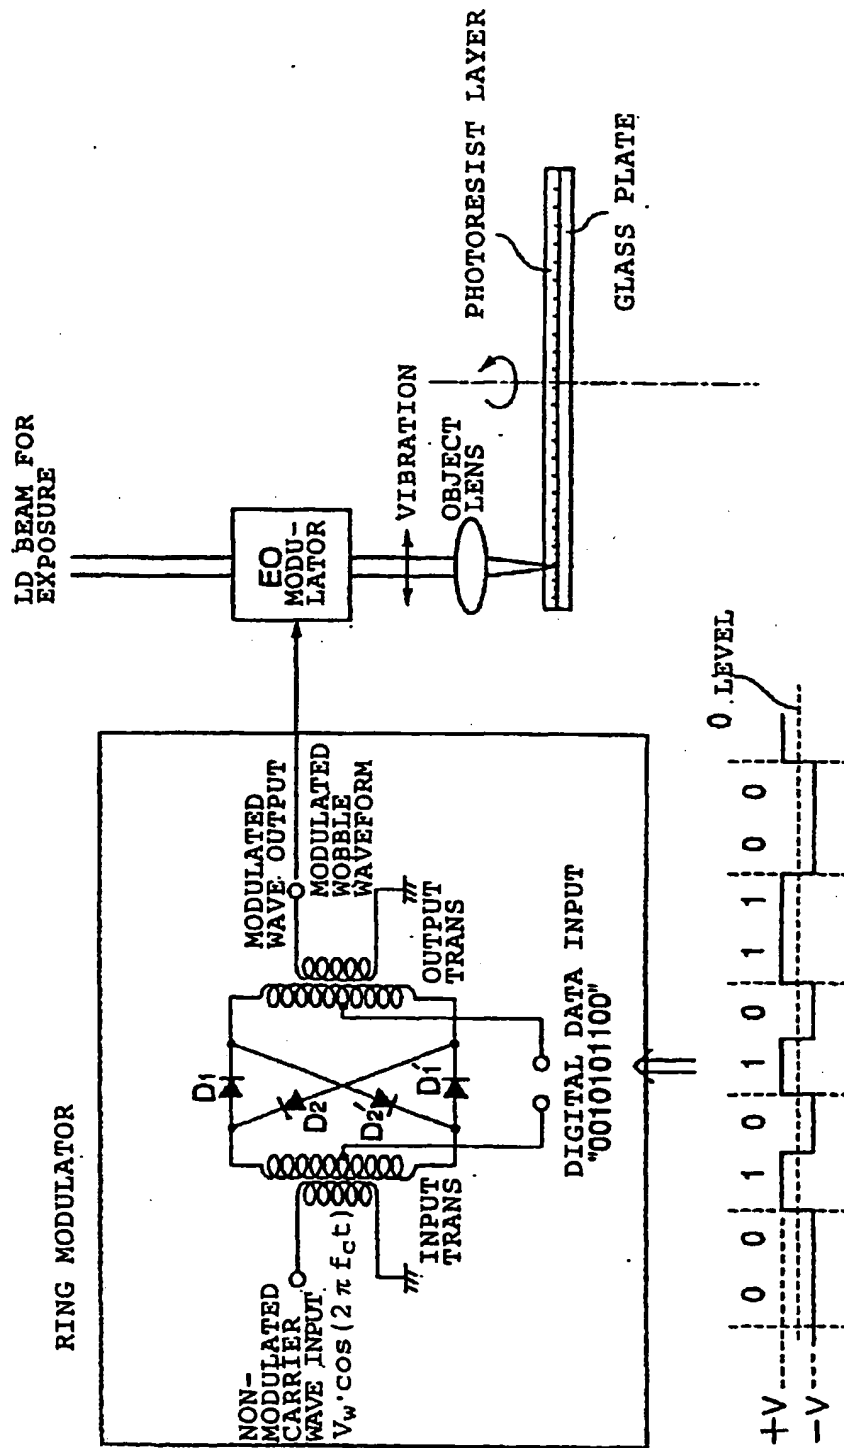 RING MODULATOR
NON-
MODULATED
CARRIER
WAVE INPUT
Vw'cos(2πfct)
INPUT
TRANS
D1
D2
D2'
D1'
MODULATED
WAVE OUTPUT
MODULATED
WOBBLE
WAVEFORM
OUTPUT
TRANS
DIGITAL DATA INPUT
"0010101100"
LD BEAM FOR
EXPOSURE
EO
MODU-
LATOR
VIBRATION
OBJECT
LENS
PHOTORESIST LAYER
GLASS PLATE
0 LEVEL
+V
-V
0 0 1 0 1 0 1 1 0 0